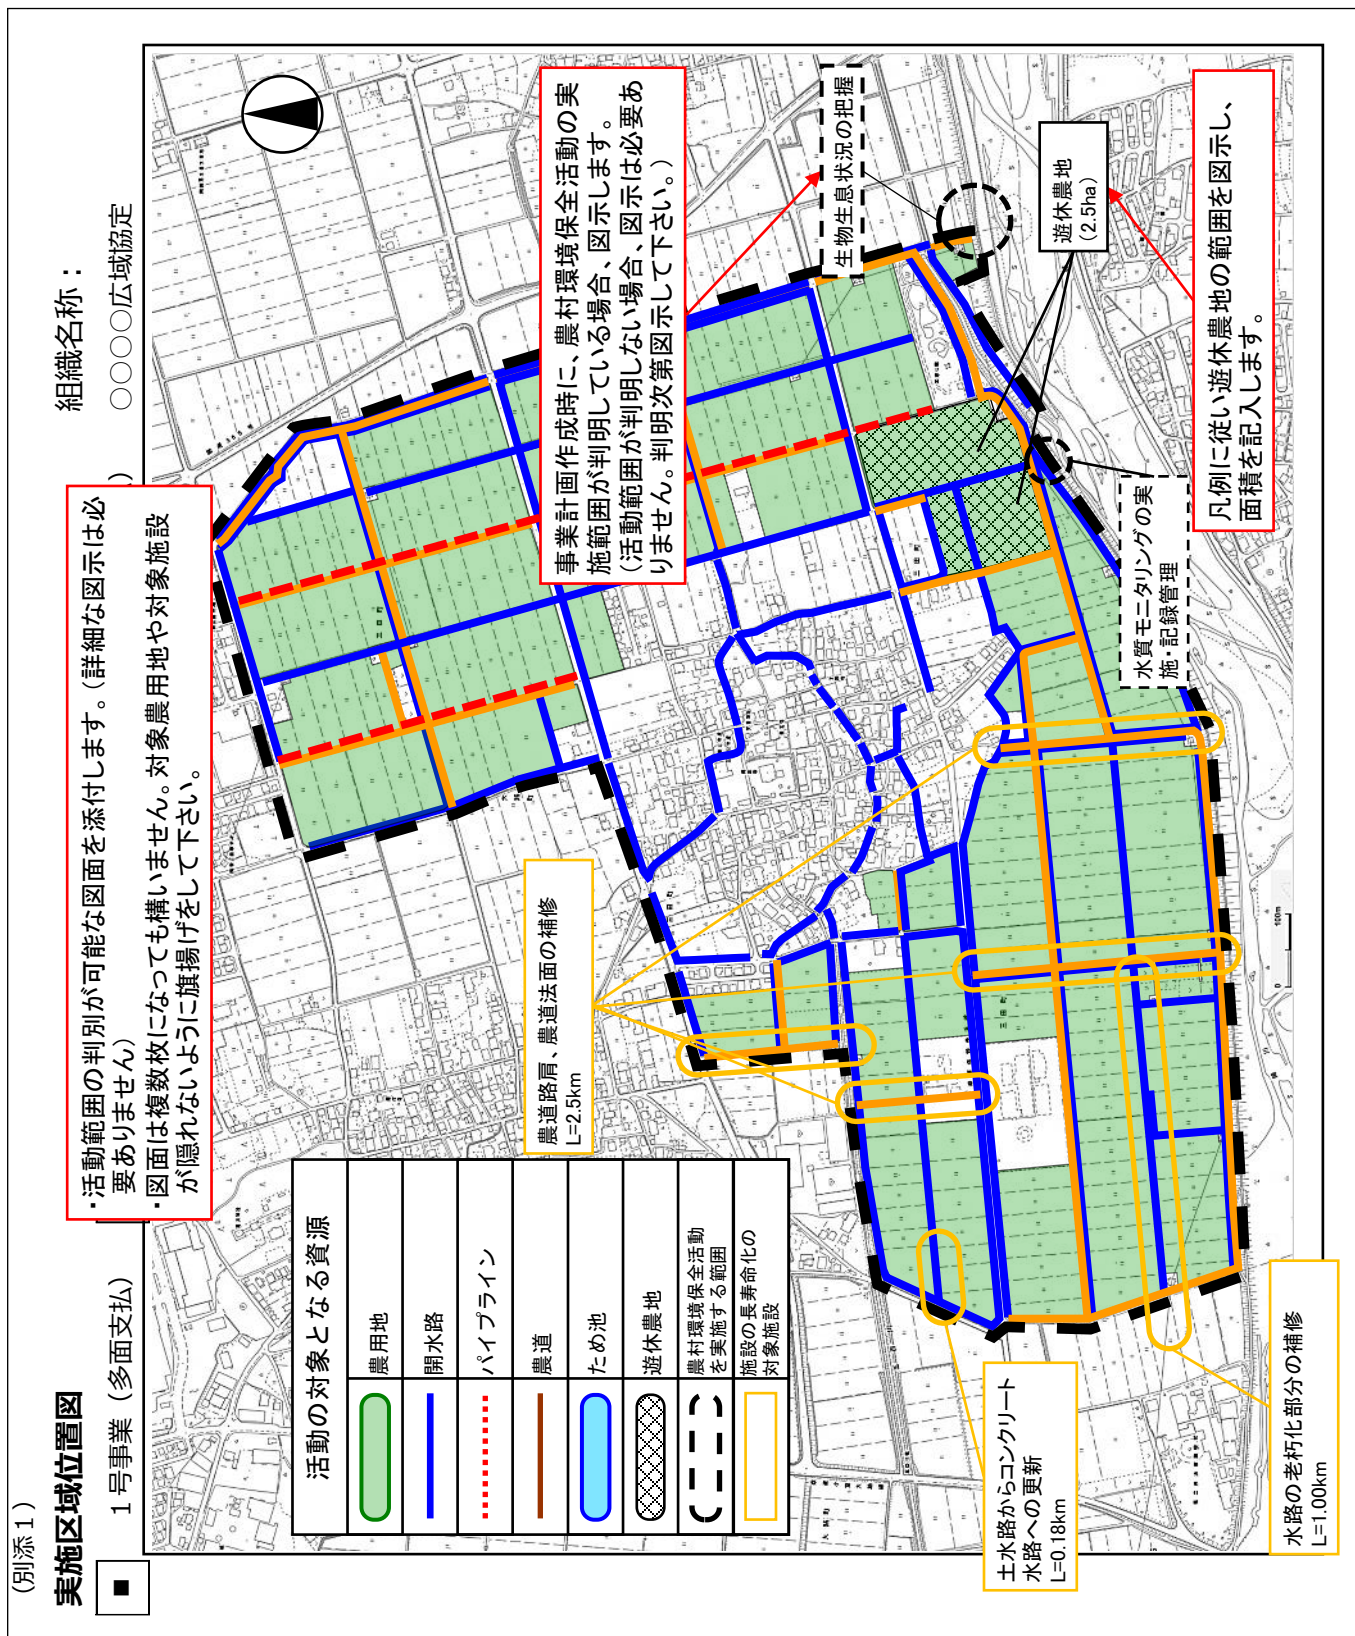 (別添１)
実施区域位置図
■
１号事業（多面支払）
組織名称：
○○○○広域協定
・活動範囲の判別が可能な図面を添付します。（詳細な図示は必
要ありません）
・図面は複数枚になっても構いません。対象農用地や対象施設
が隠れないように旗揚げをして下さい。
事業計画作成時に、農村環境保全活動の実
施範囲が判明している場合、図示します。
（活動範囲が判明しない場合、図示は必要あ
りません。判明次第図示して下さい。）
生物生息状況の把握
遊休農地
(2.5ha)
凡例に従い遊休農地の範囲を図示し、
面積を記入します。
水質モニタリングの実
施・記録管理
農道路肩、農道法面の補修
L=2.5km
活動の対象となる資源
農用地
開水路
パイプライン
農道
ため池
遊休農地
農村環境保全活動
を実施する範囲
施設の長寿命化の
対象施設
土水路からコンクリート
水路への更新
L=0.18km
水路の老朽化部分の補修
L=1.00km
三田町
三田町
三田町
0 100m